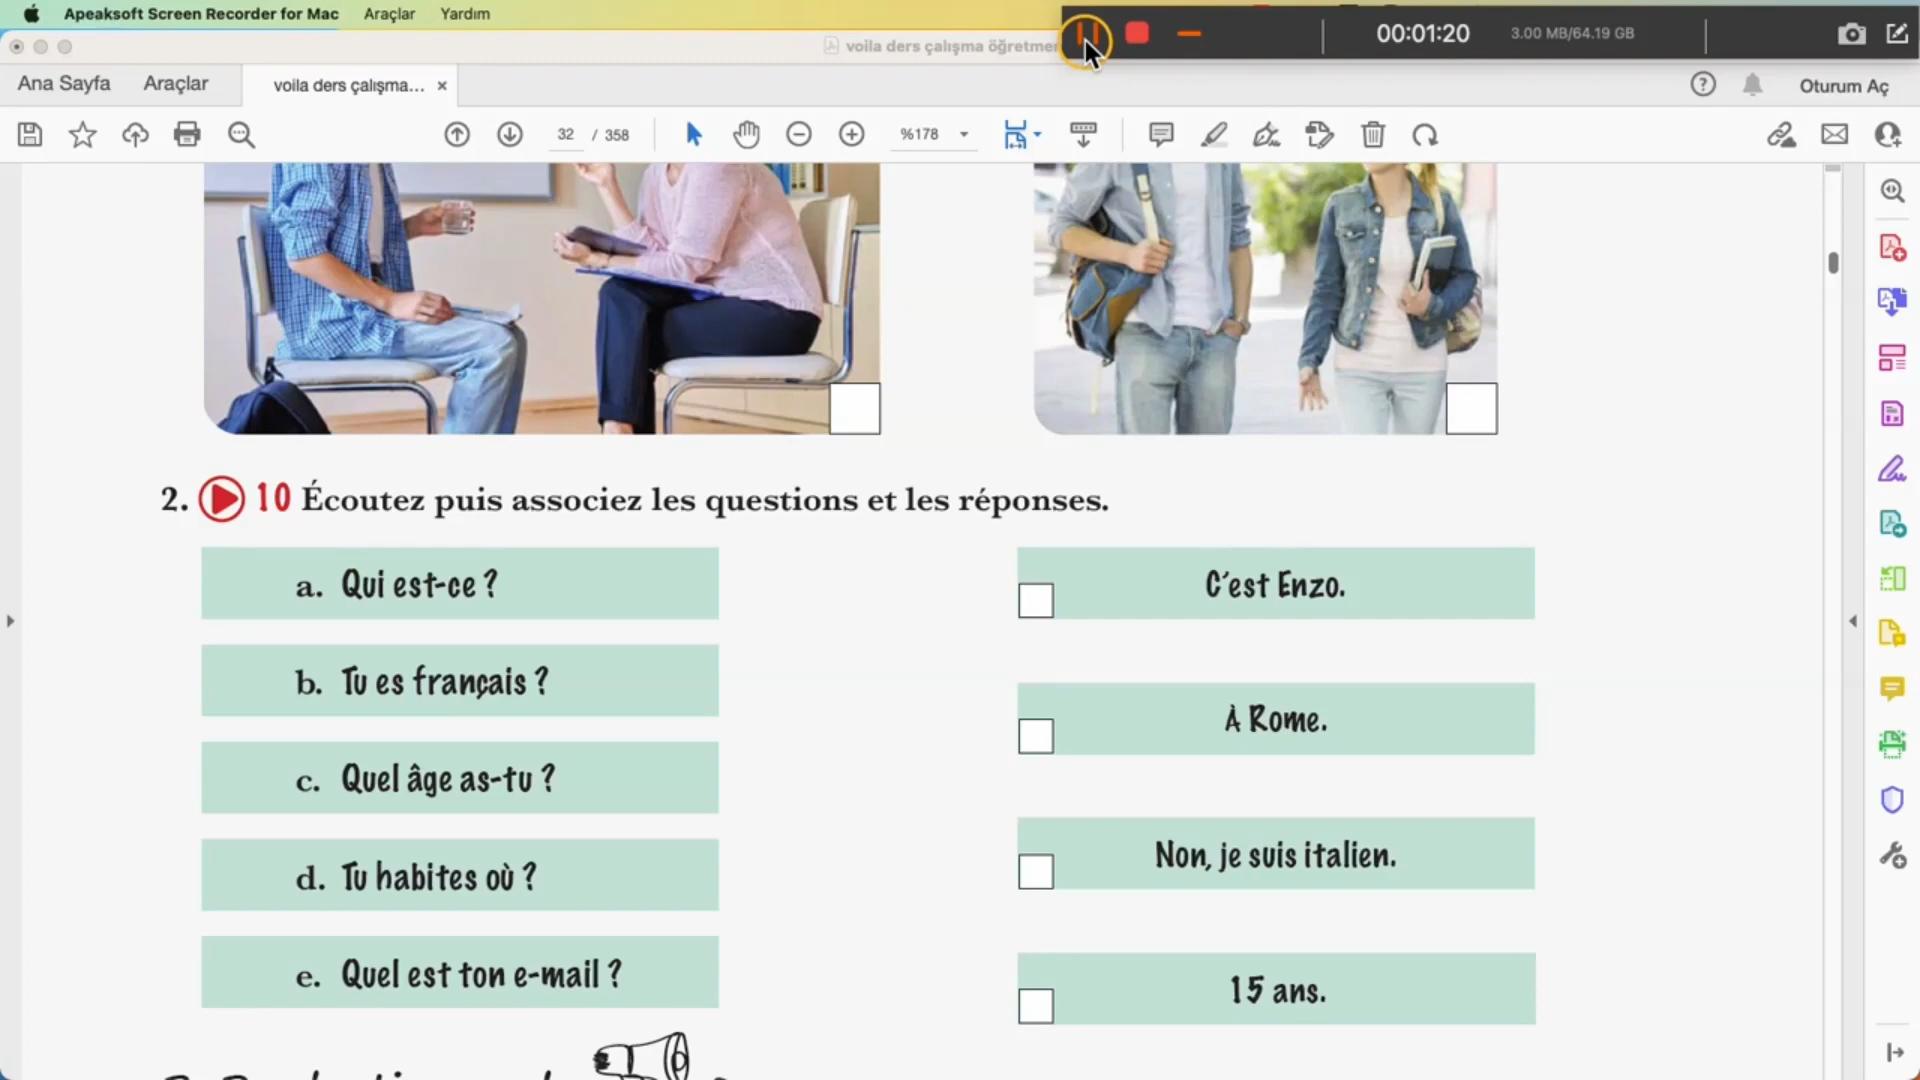 Apeaksoft Screen Recorder for Mac Araçlar Yardım
00:01:20 3.00 MB/64.19 GB
voila ders çalışma öğretmen
Ana Sayfa Araçlar voila ders çalışma... × Oturum Aç
32 / 358 %178
2. 10 Écoutez puis associez les questions et les réponses.
a. Qui est-ce ?
C'est Enzo.
b. Tu es français ?
À Rome.
c. Quel âge as-tu ?
Non, je suis italien.
d. Tu habites où ?
15 ans.
e. Quel est ton e-mail ?